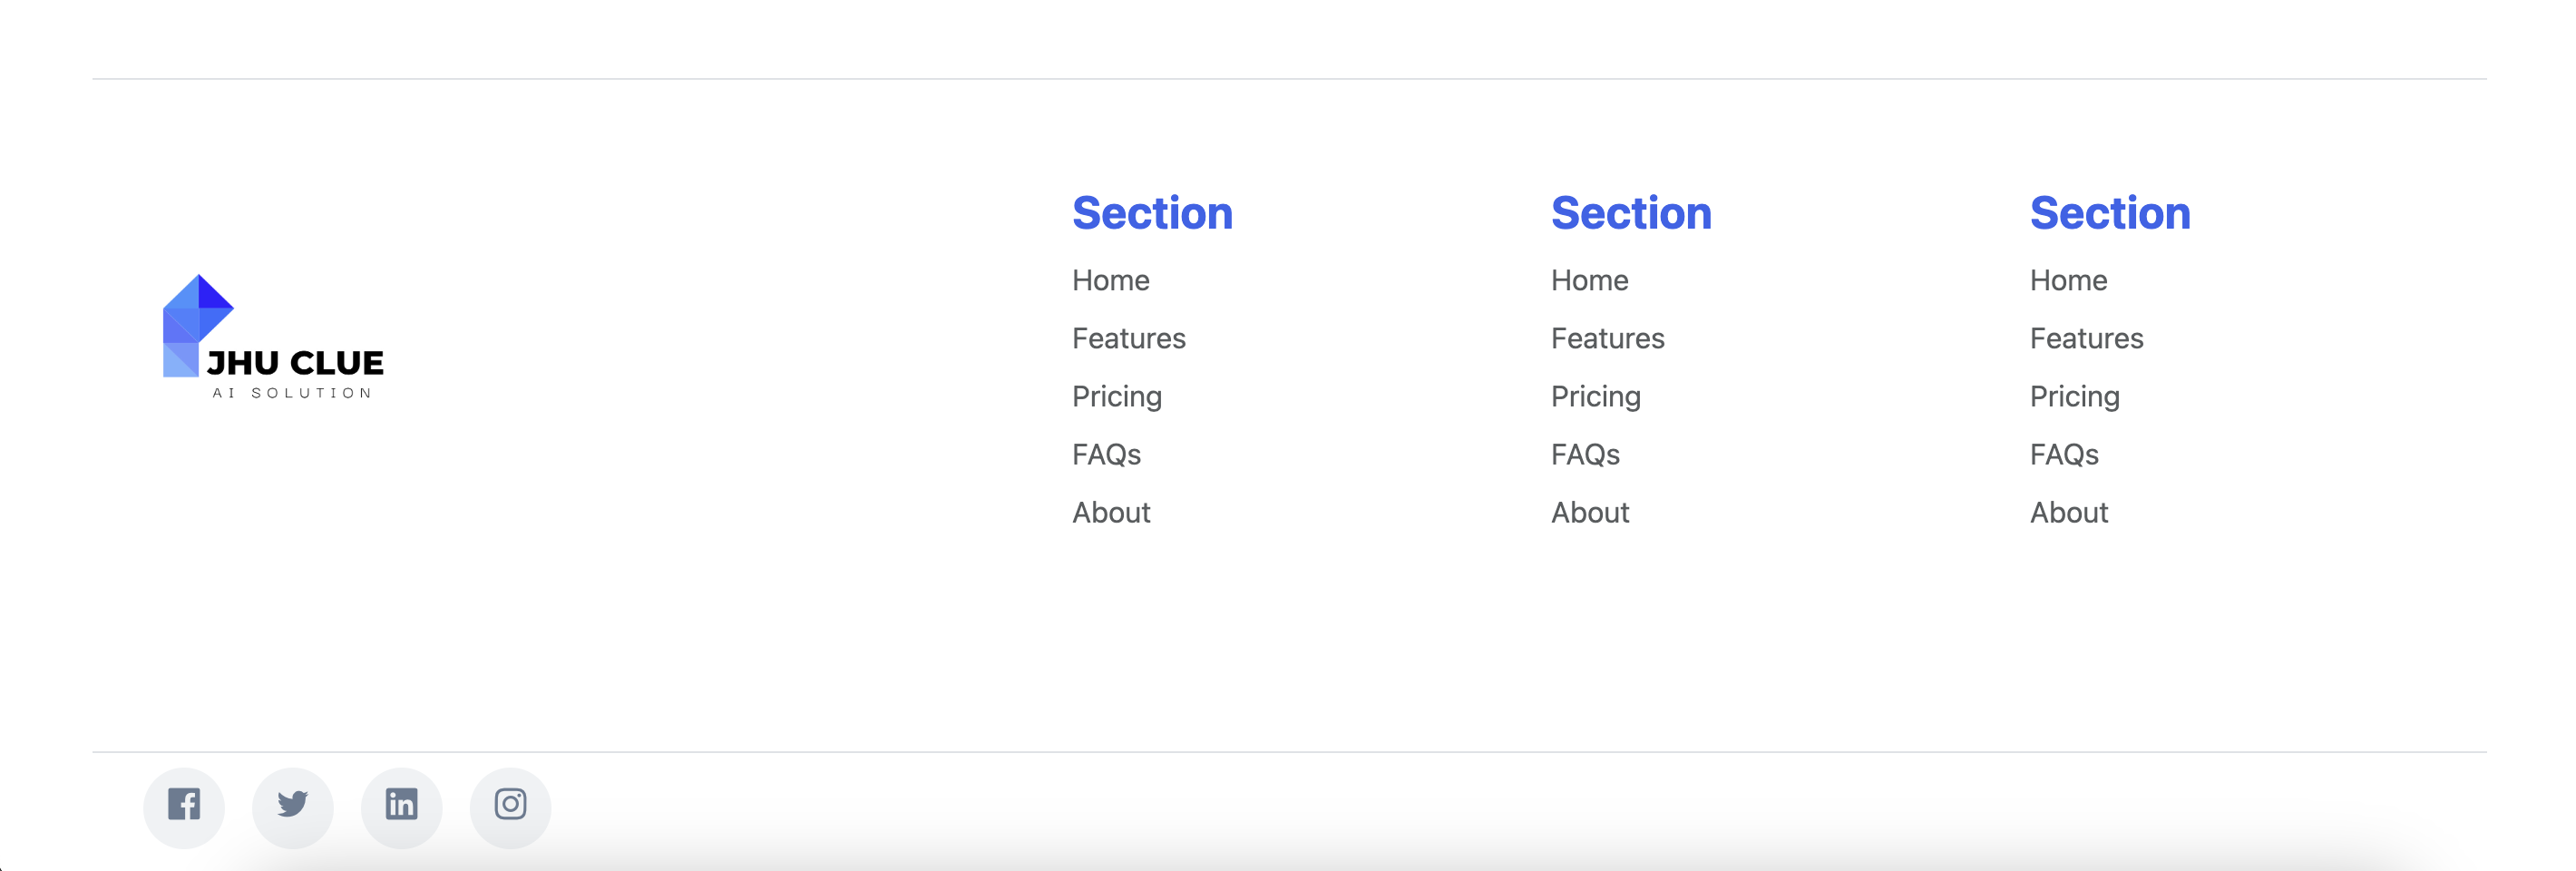 JHU CLUE
AI SOLUTION
Section
Home
Features
Pricing
FAQs
About
Section
Home
Features
Pricing
FAQs
About
Section
Home
Features
Pricing
FAQs
About